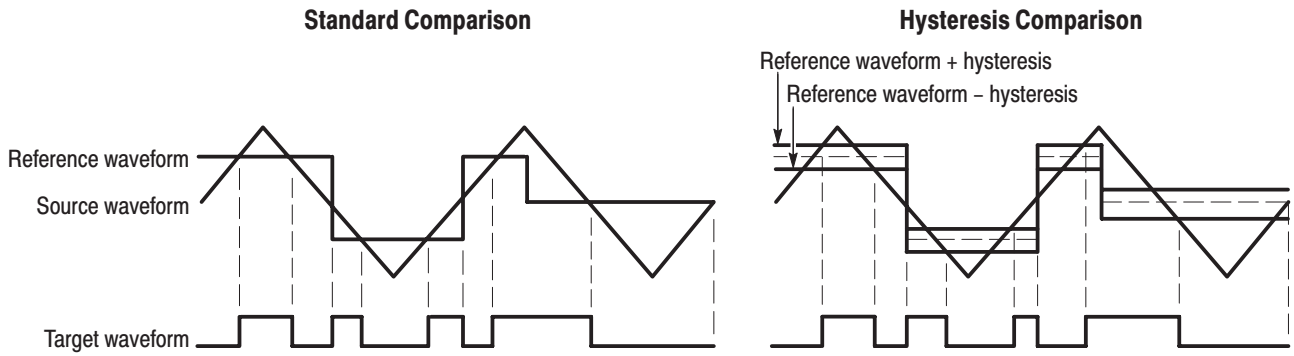 Standard Comparison
Hysteresis Comparison
Reference waveform + hysteresis
Reference waveform – hysteresis
Reference waveform
Source waveform
Target waveform